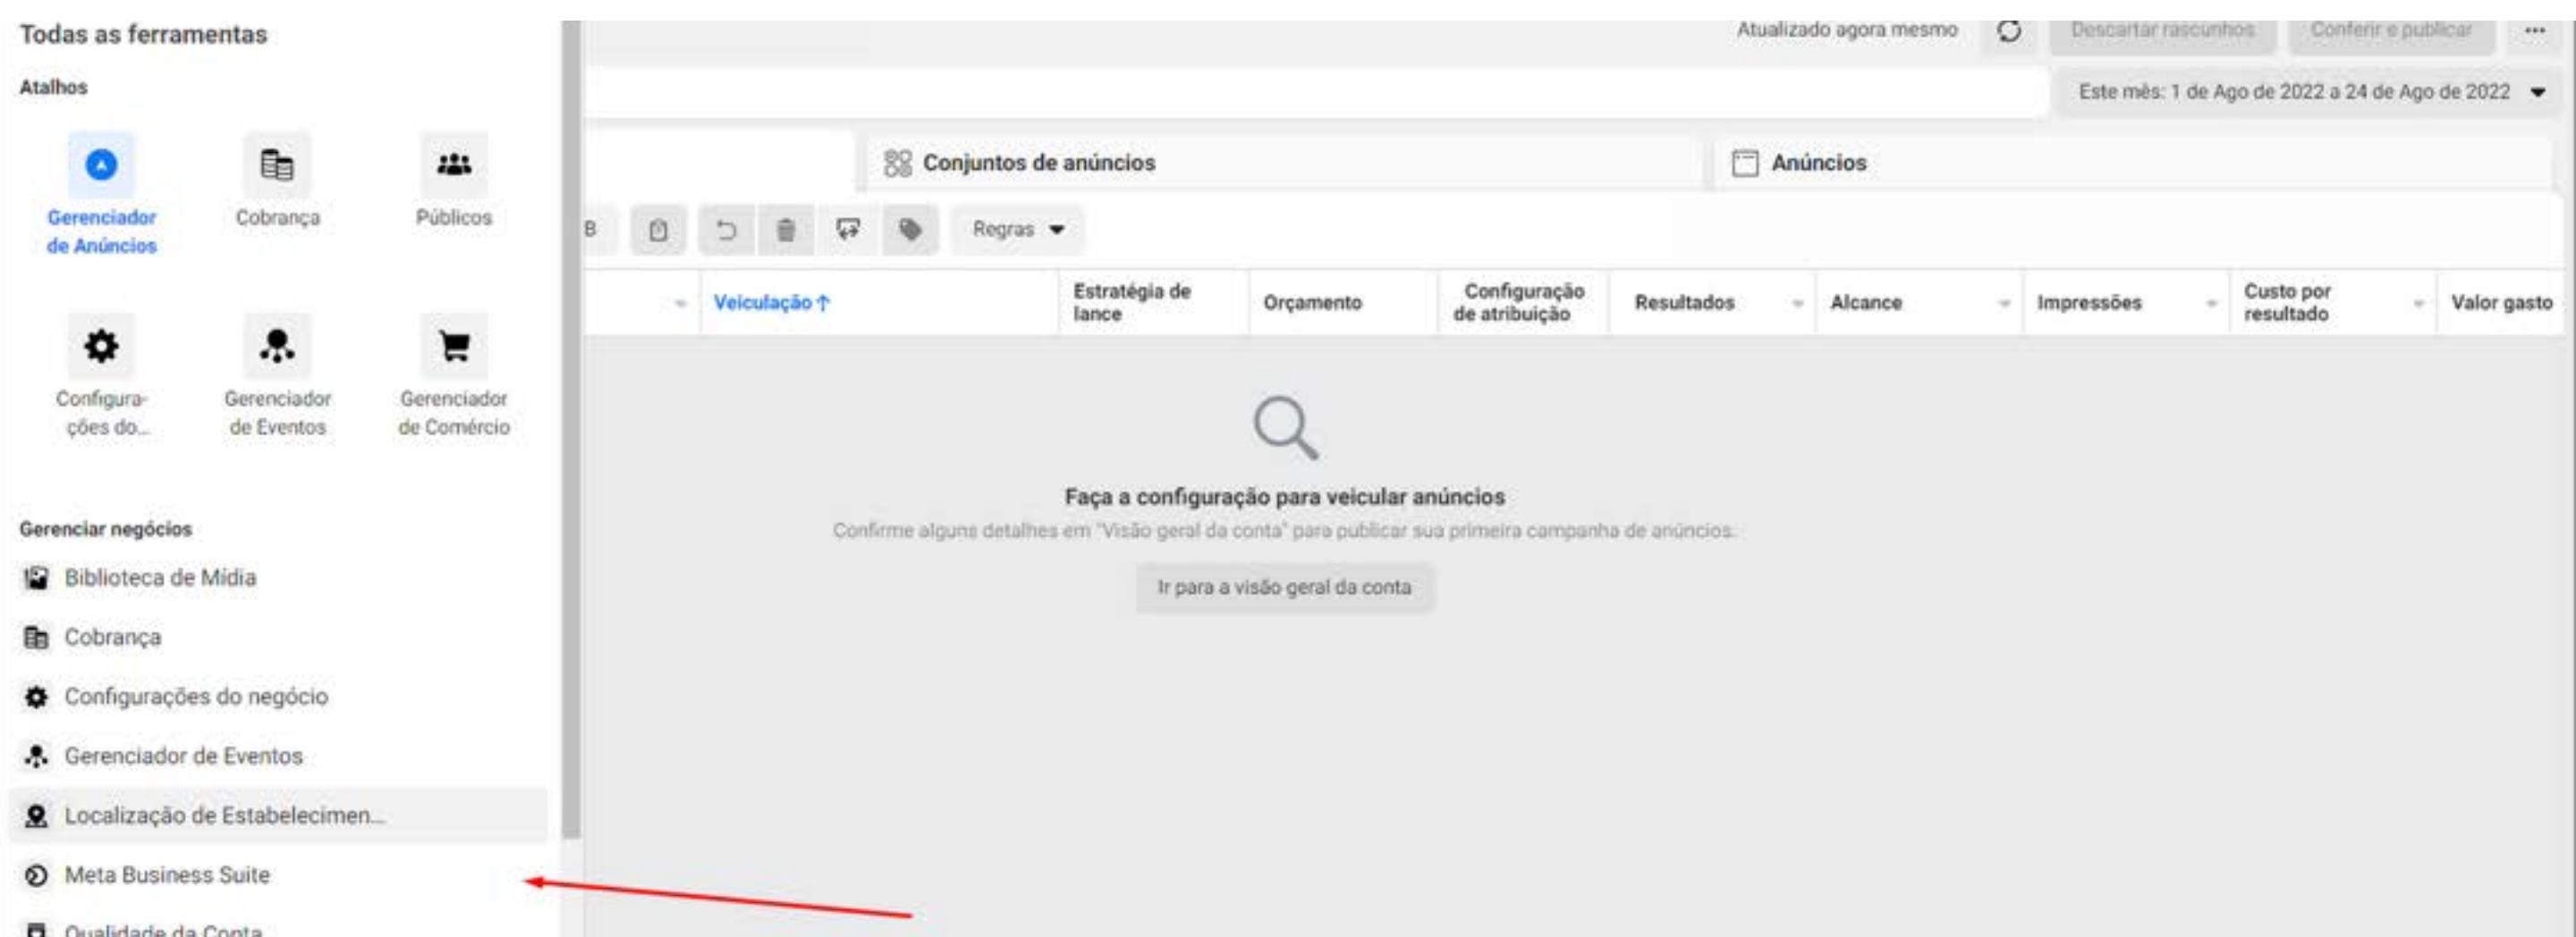 Todas as ferramentas
Atalhos
Gerenciador
de Anúncios
Cobrança
Públicos
Configura-
ções do...
Gerenciador
de Eventos
Gerenciador
de Comércio
Gerenciar negócios
Biblioteca de Mídia
Cobrança
Configurações do negócio
Gerenciador de Eventos
Localização de Estabelecimen...
Meta Business Suite
Qualidade da Conta
Atualizado agora mesmo
Descartar rascunhos
Conferir e publicar
Este mês: 1 de Ago de 2022 a 24 de Ago de 2022
Conjuntos de anúncios
Anúncios
B
Regras
Veiculação ↑
Estratégia de
lance
Orçamento
Configuração
de atribuição
Resultados
Alcance
Impressões
Custo por
resultado
Valor gasto
Faça a configuração para veicular anúncios
Confirme alguns detalhes em "Visão geral da conta" para publicar sua primeira campanha de anúncios.
Ir para a visão geral da conta